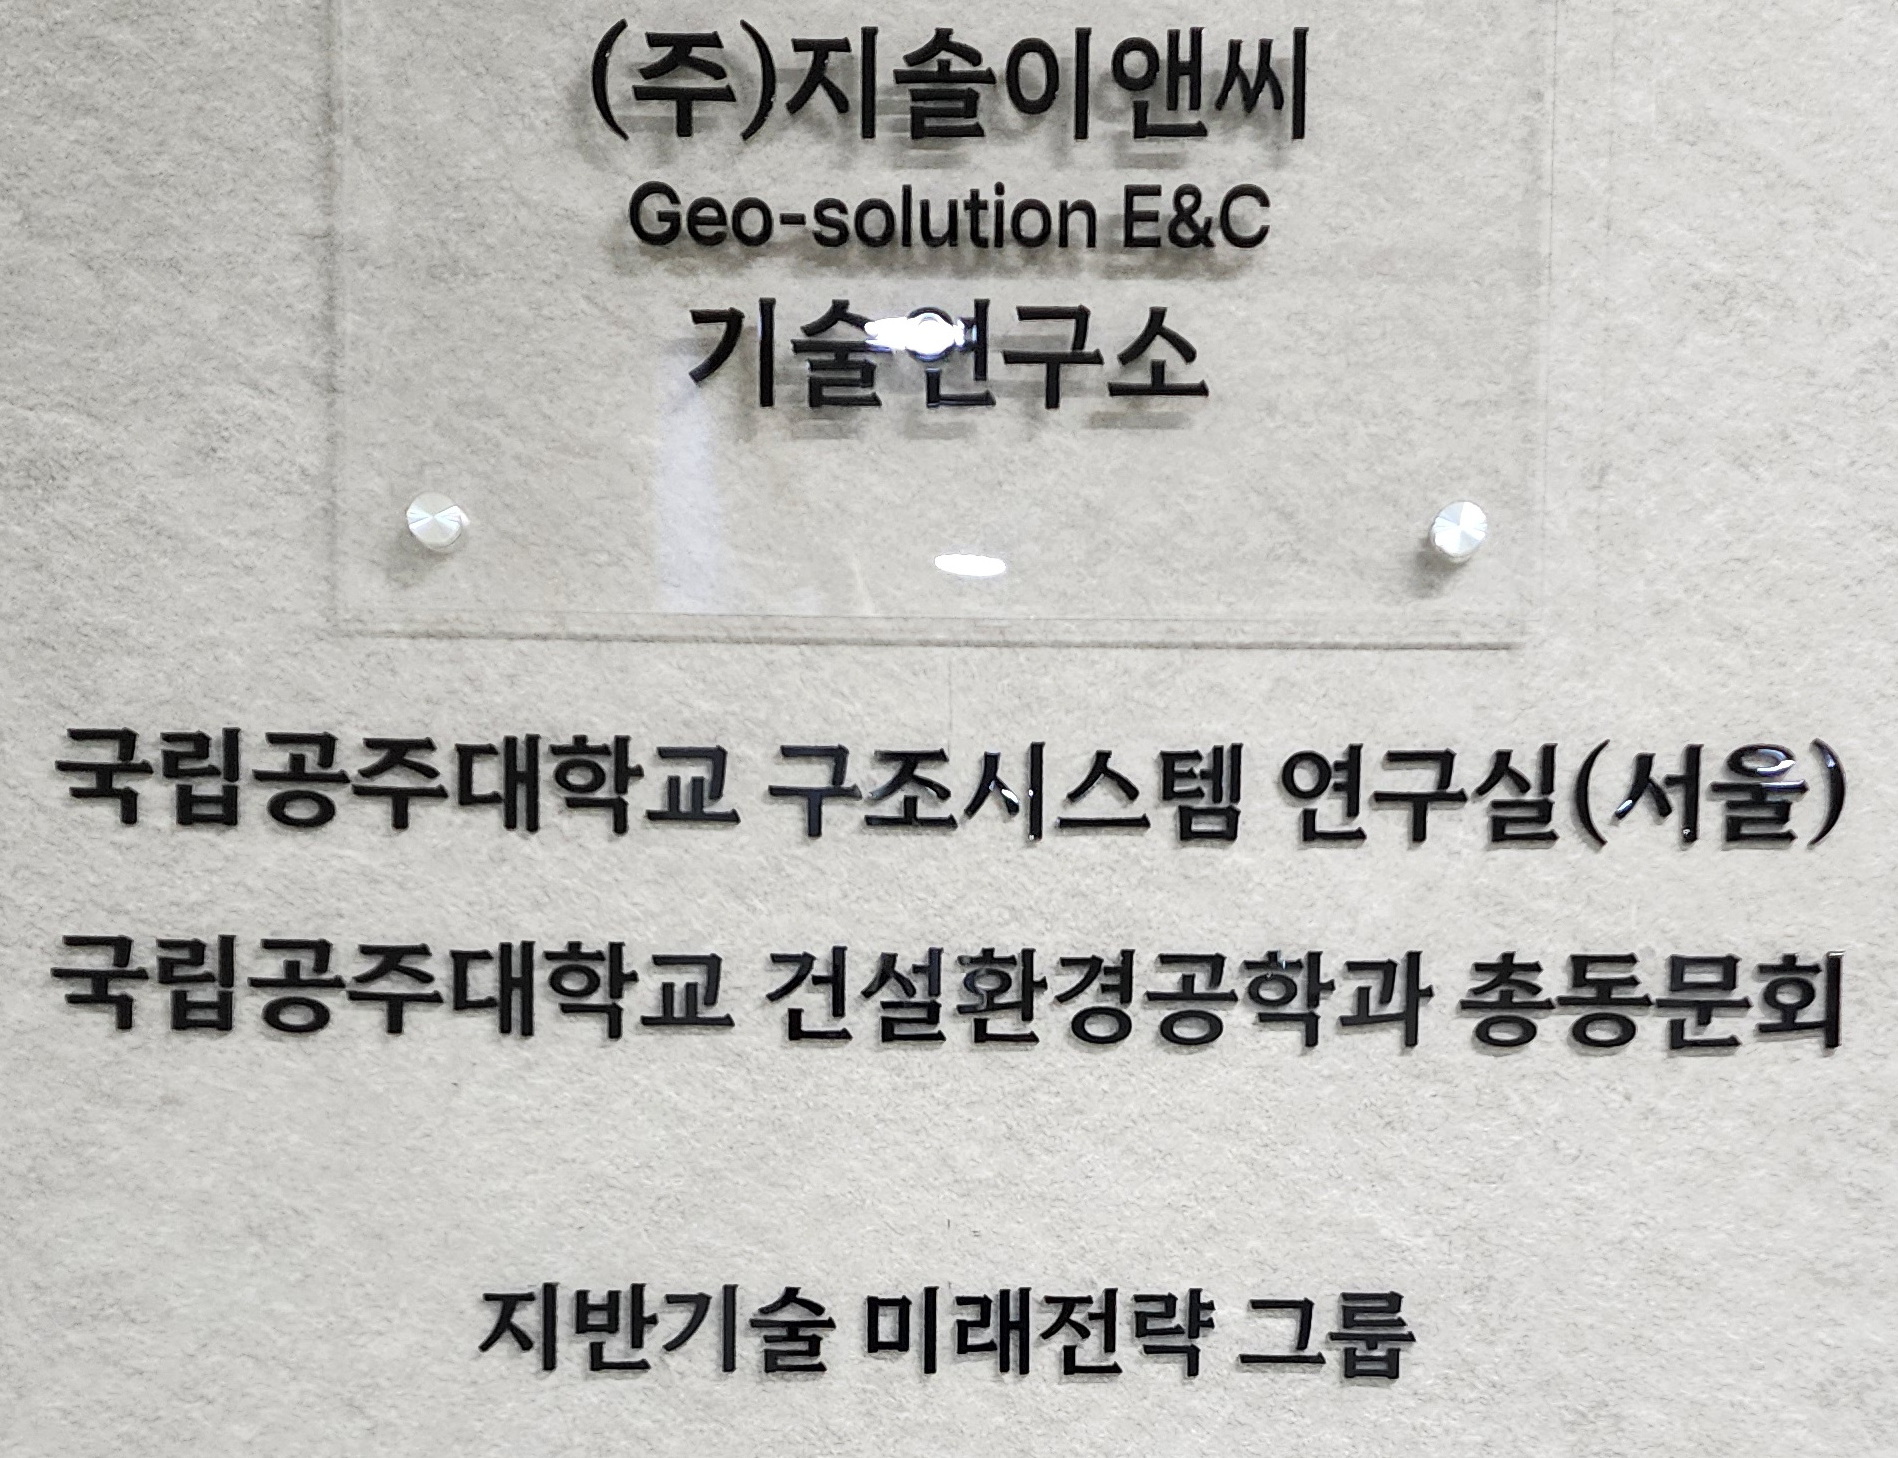 (주)지솔이앤씨
Geo-solution E&C
기술연구소
국립공주대학교 구조시스템 연구실(서울)
국립공주대학교 건설환경공학과 총동문회
지반기술 미래전략 그룹